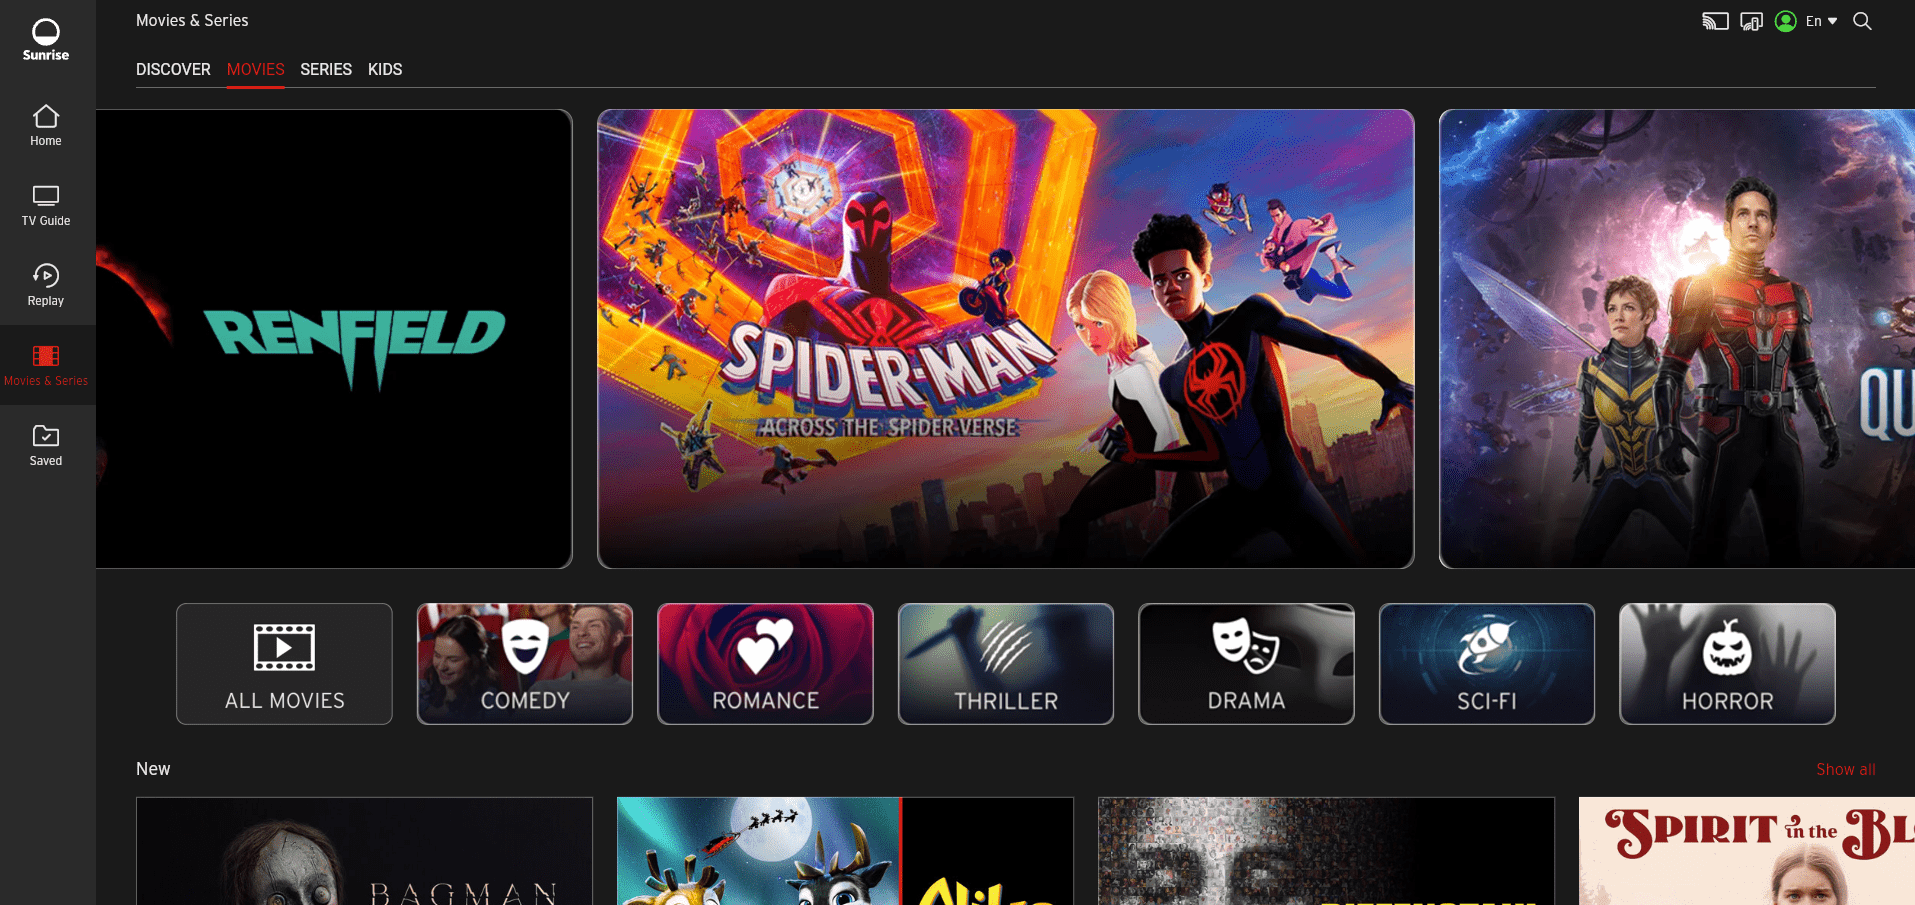 Sunrise
Movies & Series
En
DISCOVER MOVIES SERIES KIDS
Home
TV Guide
Replay
Movies & Series
Saved
RENFIELD
SPIDER-MAN
ACROSS THE SPIDER-VERSE
ALL MOVIES
COMEDY
ROMANCE
THRILLER
DRAMA
SCI-FI
HORROR
New
Show all
BAGMAN
SPIRIT in the